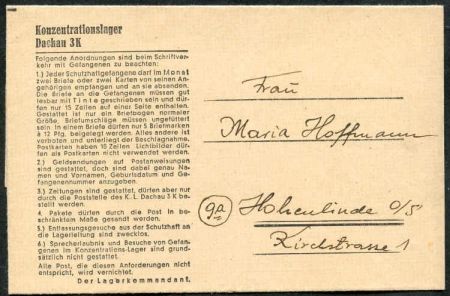 Konzentrationslager
Dachau 3 K
Folgende Anordnungen sind beim Schriftver-
kehr mit Gefangenen zu beachten:
1.) Jeder Schutzhaftgefangene darf im Monat
zwei Briefe oder zwei Karten von seinen An-
gehörigen empfangen und an sie absenden.
Die Briefe an die Gefangenen müssen gut
lesbar mit Tinte geschrieben sein und dür-
fen nur 15 Zeilen auf einer Seite enthalten.
Gestattet ist nur ein Briefbogen normaler
Größe. Briefumschläge müssen ungefüttert
sein. In einem Briefe dürfen nur 5 Briefmarken
à 12 Pfg. beigelegt werden. Alles andere ist
verboten und unterliegt der Beschlagnahme.
Postkarten haben 15 Zeilen. Lichtbilder dürfen
als Postkarten nicht verwendet werden.
2.) Geldsendungen auf Postanweisungen
sind gestattet, doch sind dabei genau Na-
men und Vornamen, Geburtsdatum und Ge-
fangenennummer anzugeben.
3.) Zeitungen sind gestattet, dürfen aber nur
durch die Poststelle des K. L. Dachau 3 K be-
stellt werden.
4. Pakete dürfen durch die Post in be-
schränktem Maße gesandt werden.
5.) Entlassungsgesuche aus der Schutzhaft an
die Lagerleitung sind zwecklos.
6.) Sprecherlaubnis und Besuche von Gefan-
genen im Konzentrations-Lager sind grund-
sätzlich nicht gestattet.
Alle Post, die diesen Anforderungen nicht
entspricht, wird vernichtet.
Der Lagerkommandant.
Frau
Maria Hoffmann
9a Hohenlinde O/S
Kirchstrasse 1